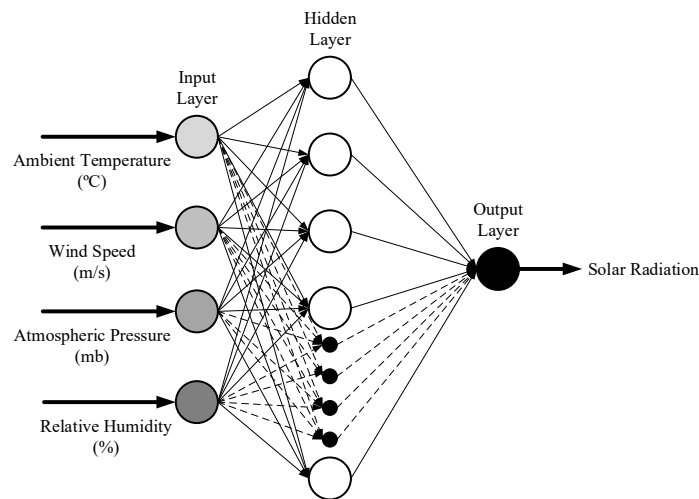 Hidden
Layer
Input
Layer
Ambient Temperature
(ºC)
Wind Speed
(m/s)
Atmospheric Pressure
(mb)
Relative Humidity
(%)
Output
Layer
Solar Radiation